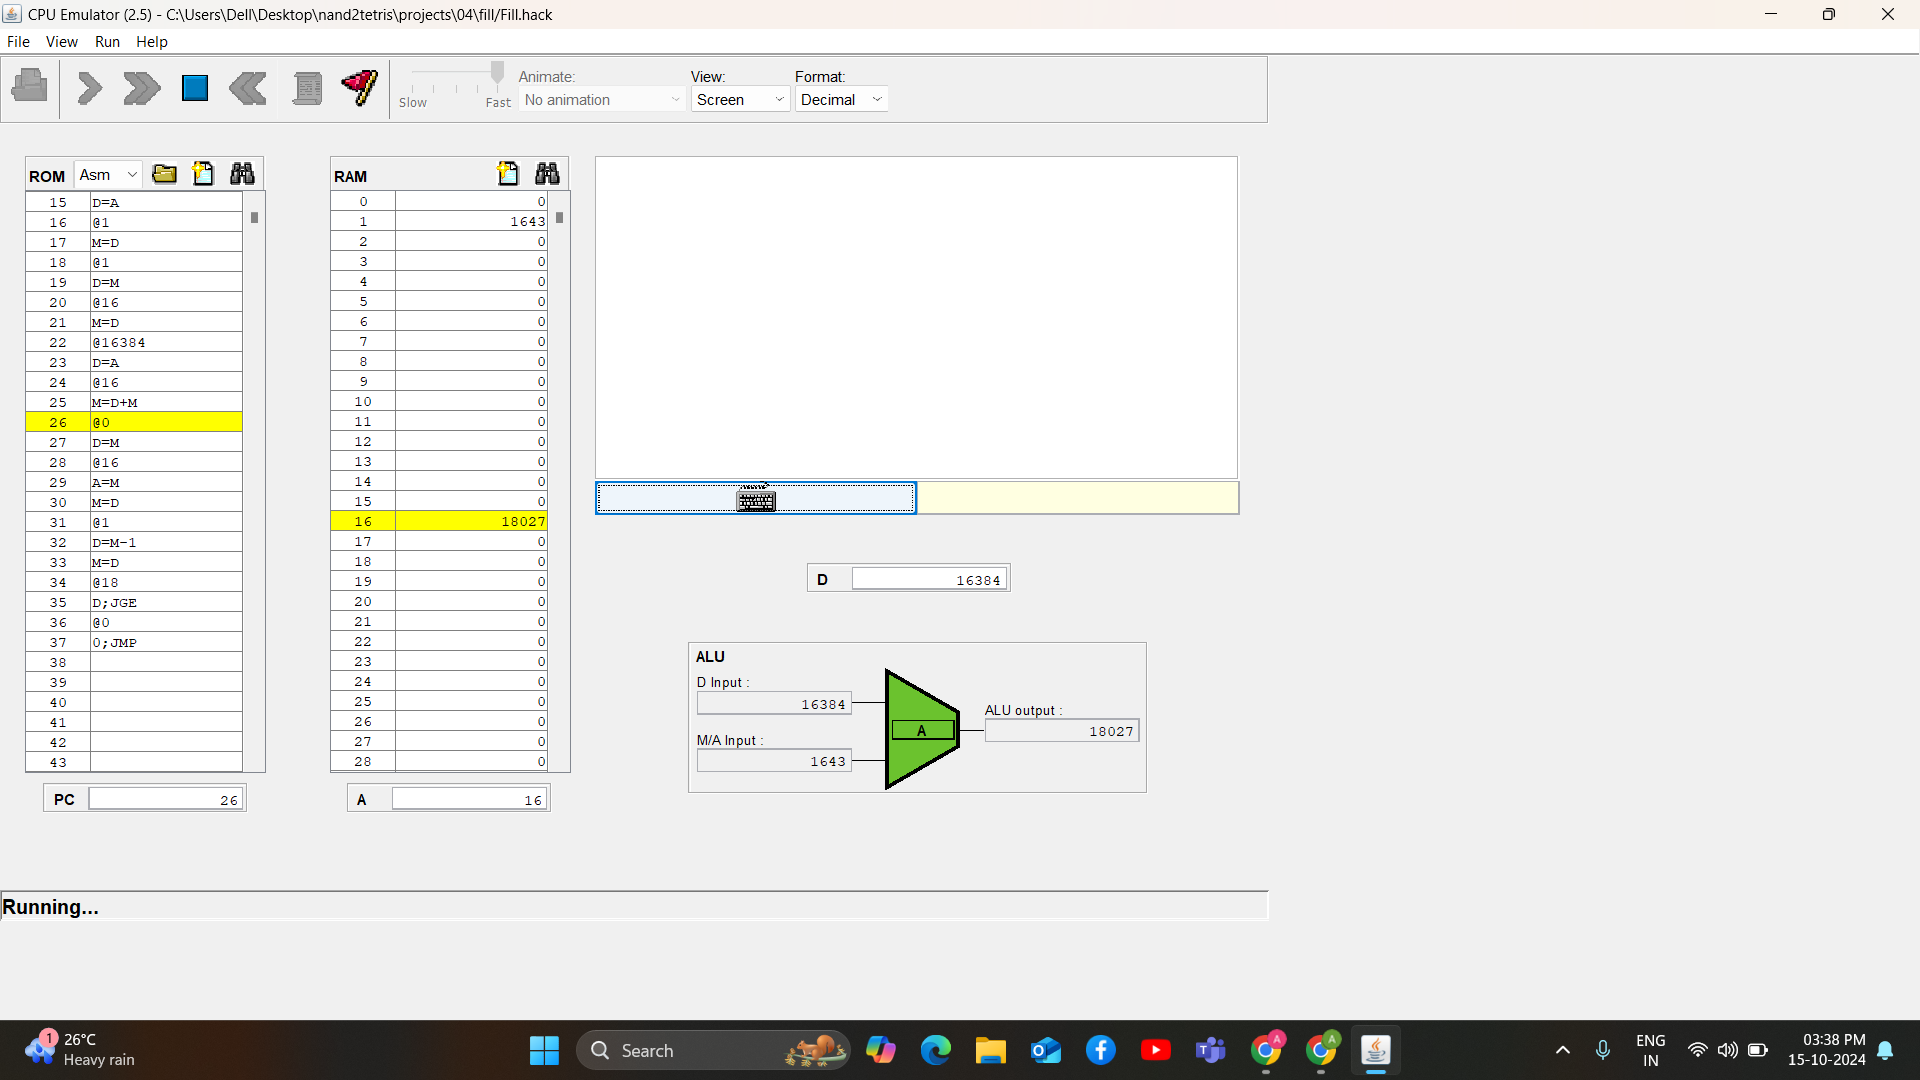 CPU Emulator (2.5) - C:\Users\Dell\Desktop\nand2tetris\projects\04\fill/Fill.hack
File View Run Help
Slow Fast
Animate:
No animation
View:
Screen
Format:
Decimal
ROM Asm
15 D=A
16 @1
17 M=D
18 @1
19 D=M
20 @16
21 M=D
22 @16384
23 D=A
24 @16
25 M=D+M
26 @0
27 D=M
28 @16
29 A=M
30 M=D
31 @1
32 D=M-1
33 M=D
34 @18
35 D;JGE
36 @0
37 0;JMP
38
39
40
41
42
43
PC 26
RAM
0 0
1 1643
2 0
3 0
4 0
5 0
6 0
7 0
8 0
9 0
10 0
11 0
12 0
13 0
14 0
15 0
16 18027
17 0
18 0
19 0
20 0
21 0
22 0
23 0
24 0
25 0
26 0
27 0
28 0
A 16
D 16384
ALU
D Input :
16384
M/A Input :
1643
A
ALU output :
18027
Running...
1
26°C
Heavy rain
Search
A
A
ENG
IN
03:38 PM
15-10-2024